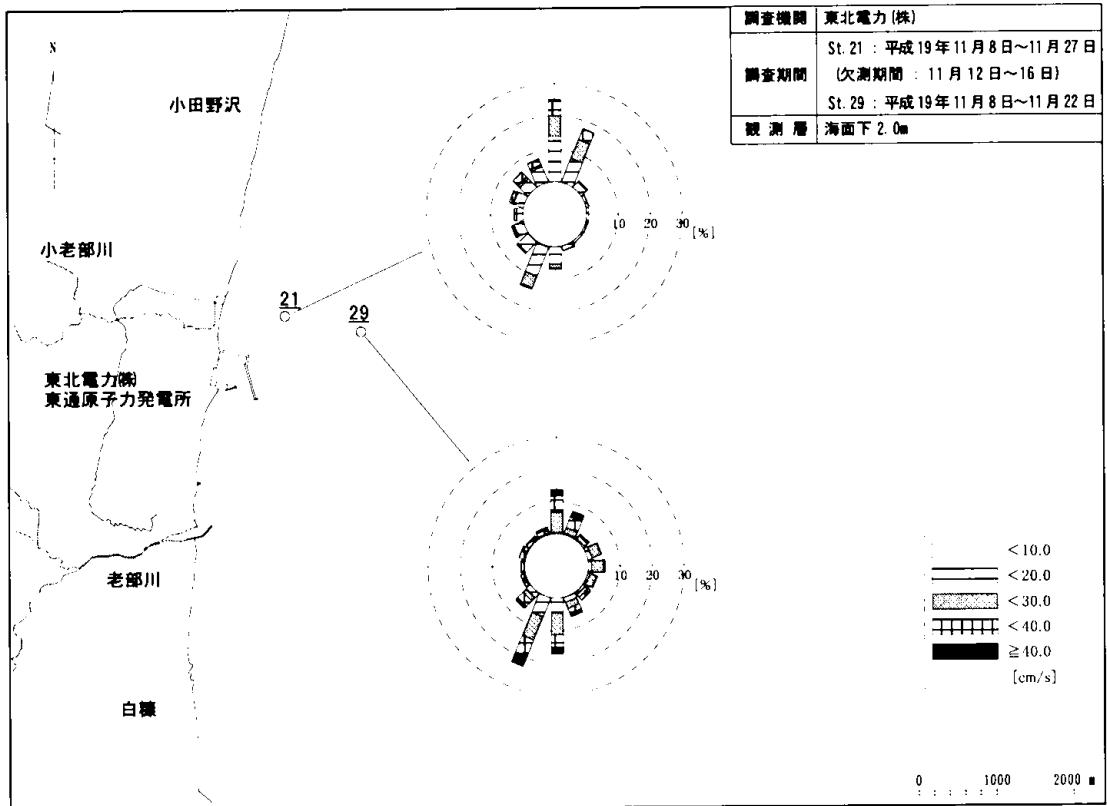 調査機関 東北電力(株)
調査期間 St. 21 : 平成19年11月8日～11月27日
(欠測期間 : 11月12日～16日)
St. 29 : 平成19年11月8日～11月22日
観測層 海面下 2.0m
N
小田野沢
10 20 30 [%]
小老部川
21
29
東北電力㈱
東通原子力発電所
10 20 30 [%]
<10.0
<20.0
<30.0
<40.0
≧40.0
[cm/s]
老部川
白糠
0 1000 2000 m